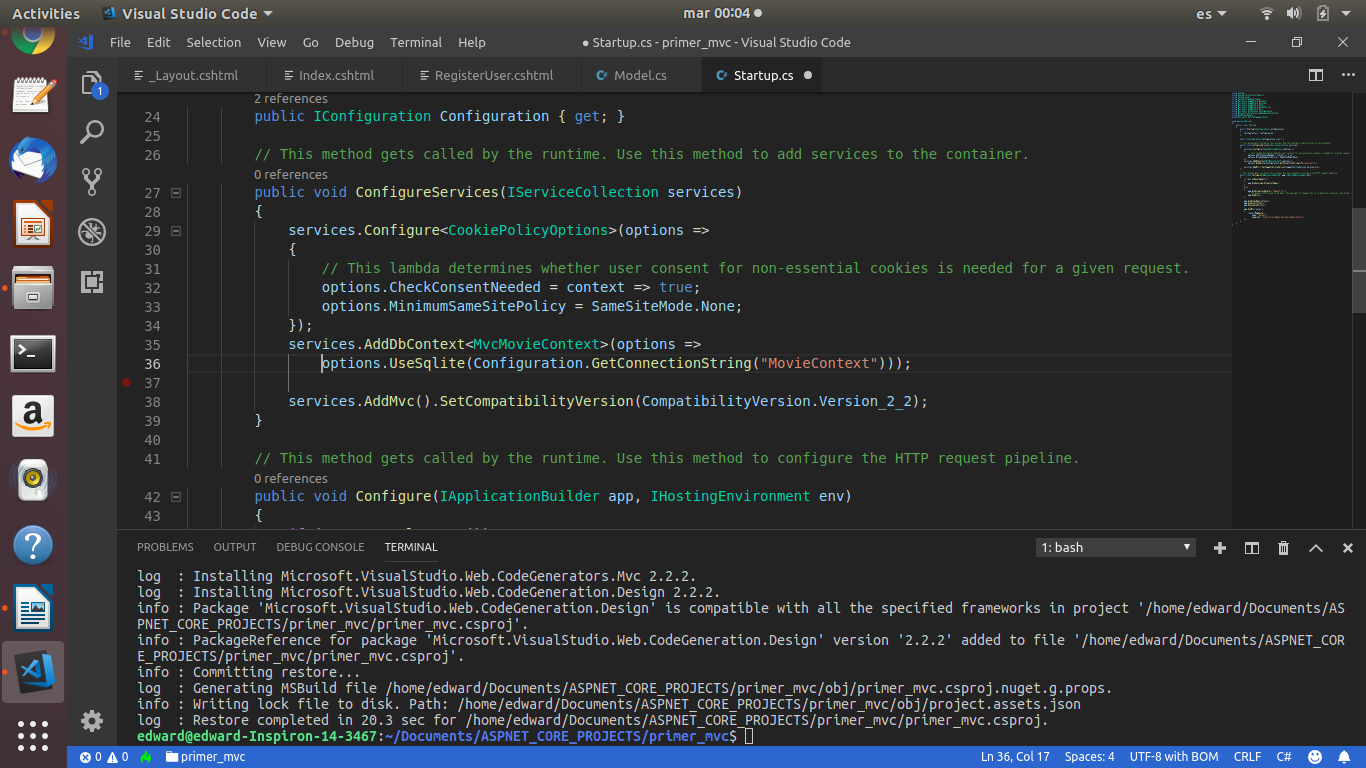 Activities Visual Studio Code mar 00:04 es
File Edit Selection View Go Debug Terminal Help ● Startup.cs - primer_mvc - Visual Studio Code
_Layout.cshtml Index.cshtml RegisterUser.cshtml Model.cs Startup.cs
1
2 references
24 public IConfiguration Configuration { get; }
25
26 // This method gets called by the runtime. Use this method to add services to the container.
0 references
27 public void ConfigureServices(IServiceCollection services)
28 {
29 services.Configure<CookiePolicyOptions>(options =>
30 {
31 // This lambda determines whether user consent for non-essential cookies is needed for a given request.
32 options.CheckConsentNeeded = context => true;
33 options.MinimumSameSitePolicy = SameSiteMode.None;
34 });
35 services.AddDbContext<MvcMovieContext>(options =>
36 options.UseSqlite(Configuration.GetConnectionString("MovieContext")));
37
38 services.AddMvc().SetCompatibilityVersion(CompatibilityVersion.Version_2_2);
39 }
40
41 // This method gets called by the runtime. Use this method to configure the HTTP request pipeline.
0 references
42 public void Configure(IApplicationBuilder app, IHostingEnvironment env)
43 {
PROBLEMS OUTPUT DEBUG CONSOLE TERMINAL 1: bash
log  : Installing Microsoft.VisualStudio.Web.CodeGenerators.Mvc 2.2.2.
log  : Installing Microsoft.VisualStudio.Web.CodeGeneration.Design 2.2.2.
info : Package 'Microsoft.VisualStudio.Web.CodeGeneration.Design' is compatible with all the specified frameworks in project '/home/edward/Documents/AS
PNET_CORE_PROJECTS/primer_mvc/primer_mvc.csproj'.
info : PackageReference for package 'Microsoft.VisualStudio.Web.CodeGeneration.Design' version '2.2.2' added to file '/home/edward/Documents/ASPNET_COR
E_PROJECTS/primer_mvc/primer_mvc.csproj'.
info : Committing restore...
log  : Generating MSBuild file /home/edward/Documents/ASPNET_CORE_PROJECTS/primer_mvc/obj/primer_mvc.csproj.nuget.g.props.
info : Writing lock file to disk. Path: /home/edward/Documents/ASPNET_CORE_PROJECTS/primer_mvc/obj/project.assets.json
log  : Restore completed in 20.3 sec for /home/edward/Documents/ASPNET_CORE_PROJECTS/primer_mvc/primer_mvc.csproj.
edward@edward-Inspiron-14-3467:~/Documents/ASPNET_CORE_PROJECTS/primer_mvc$
0 0 primer_mvc Ln 36, Col 17 Spaces: 4 UTF-8 with BOM CRLF C#